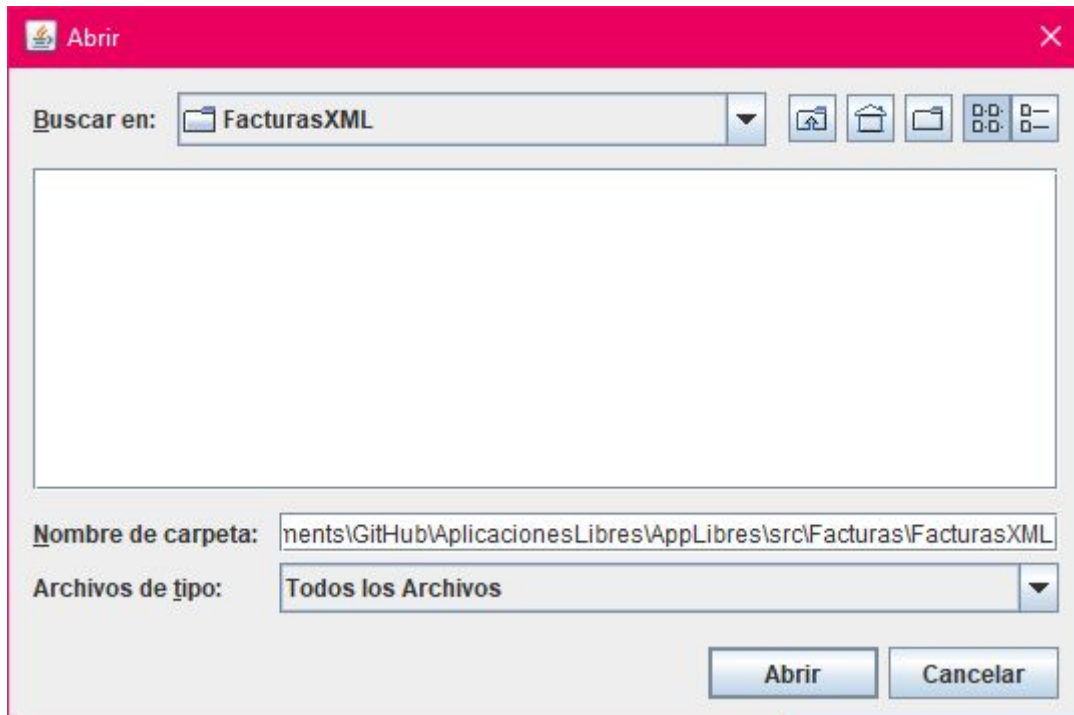 Abrir
Buscar en: FacturasXML
Nombre de carpeta: nents\GitHub\AplicacionesLibres\AppLibres\src\Facturas\FacturasXML
Archivos de tipo: Todos los Archivos
Abrir Cancelar